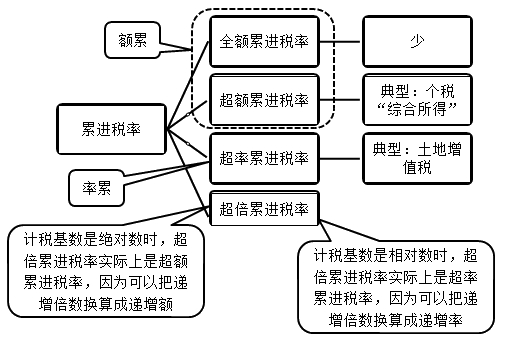 额累
全额累进税率
少
超额累进税率
典型：个税
“综合所得”
累进税率
超率累进税率
典型：土地增
值税
率累
超倍累进税率
计税基数是绝对数时，超
倍累进税率实际上是超额
累进税率，因为可以把递
增倍数换算成递增额
计税基数是相对数时，超
倍累进税率实际上是超率
累进税率，因为可以把递
增倍数换算成递增率